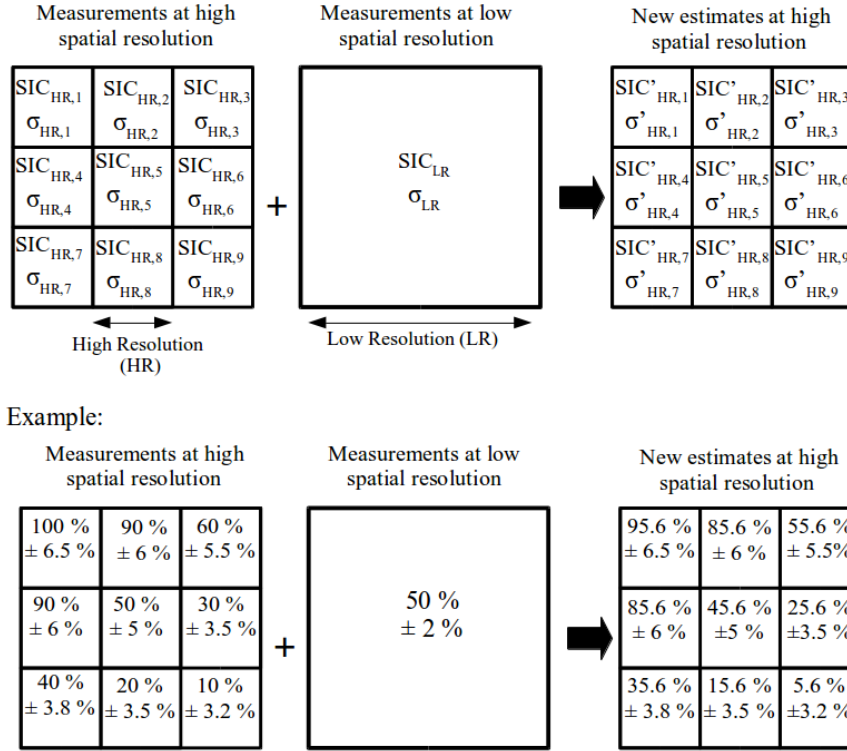 Measurements at high
spatial resolution
Measurements at low
spatial resolution
New estimates at high
spatial resolution
SIC_HR,1 SIC_HR,2 SIC_HR,3
σ_HR,1 σ_HR,2 σ_HR,3
SIC_HR,4 SIC_HR,5 SIC_HR,6
σ_HR,4 σ_HR,5 σ_HR,6
SIC_HR,7 SIC_HR,8 SIC_HR,9
σ_HR,7 σ_HR,8 σ_HR,9
+
SIC_LR
σ_LR
SIC’_HR,1 SIC’_HR,2 SIC’_HR,3
σ’_HR,1 σ’_HR,2 σ’_HR,3
SIC’_HR,4 SIC’_HR,5 SIC’_HR,6
σ’_HR,4 σ’_HR,5 σ’_HR,6
SIC’_HR,7 SIC’_HR,8 SIC’_HR,9
σ’_HR,7 σ’_HR,8 σ’_HR,9
High Resolution
(HR)
Low Resolution (LR)
Example:
Measurements at high
spatial resolution
Measurements at low
spatial resolution
New estimates at high
spatial resolution
100 % 90 % 60 %
± 6.5 % ± 6 % ± 5.5 %
90 % 50 % 30 %
± 6 % ± 5 % ± 3.5 %
40 % 20 % 10 %
± 3.8 % ± 3.5 % ± 3.2 %
+
50 %
± 2 %
95.6 % 85.6 % 55.6 %
± 6.5 % ± 6 % ± 5.5%
85.6 % 45.6 % 25.6 %
± 6 % ±5 % ±3.5 %
35.6 % 15.6 % 5.6 %
± 3.8 % ± 3.5 % ±3.2 %